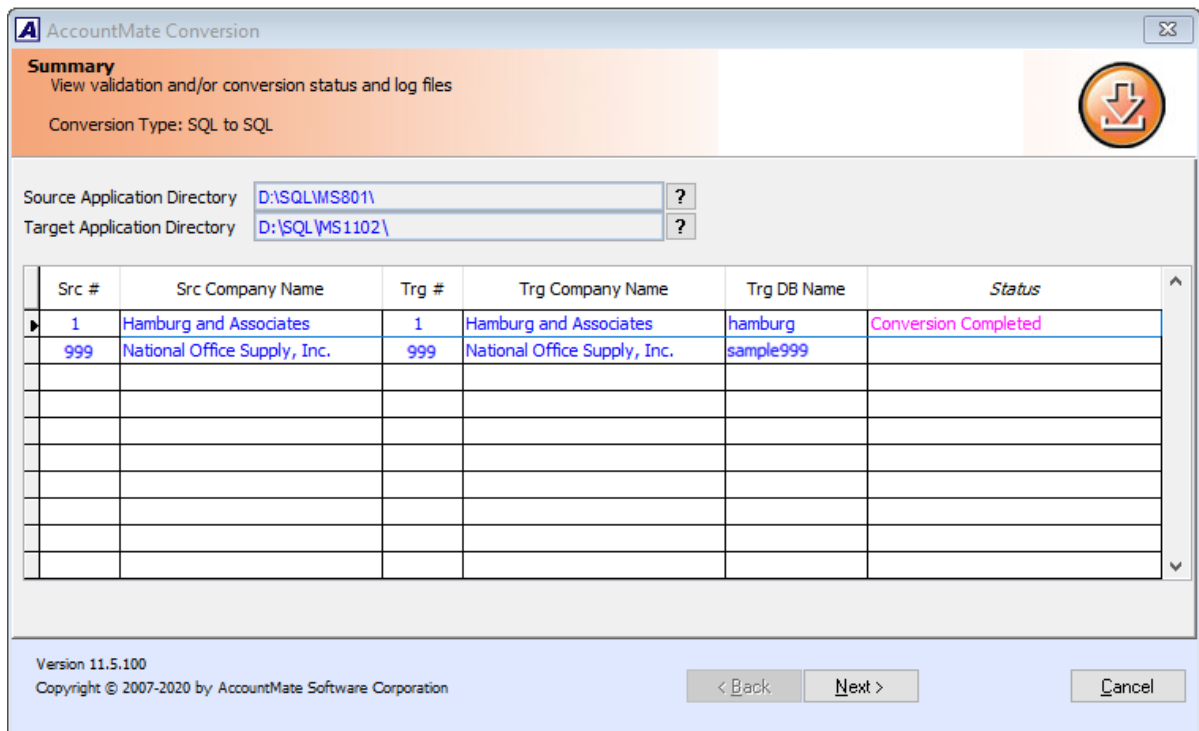 A AccountMate Conversion
Summary
View validation and/or conversion status and log files
Conversion Type: SQL to SQL
Source Application Directory D:\SQL\MS801\ ?
Target Application Directory D:\SQL\MS1102\ ?
Src # Src Company Name Trg # Trg Company Name Trg DB Name Status
1 Hamburg and Associates 1 Hamburg and Associates hamburg Conversion Completed
999 National Office Supply, Inc. 999 National Office Supply, Inc. sample999
Version 11.5.100
Copyright © 2007-2020 by AccountMate Software Corporation
< Back Next > Cancel